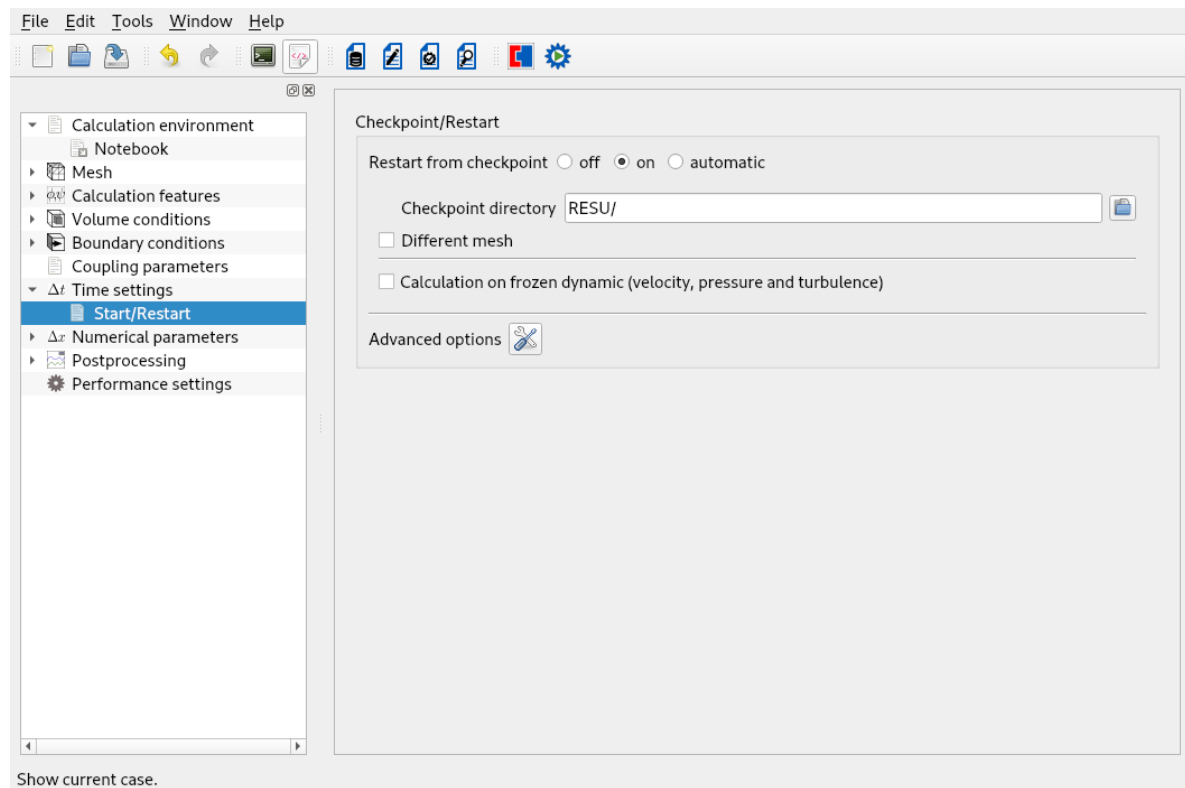 File Edit Tools Window Help
Calculation environment
Notebook
Mesh
Calculation features
Volume conditions
Boundary conditions
Coupling parameters
Δt Time settings
Start/Restart
Δx Numerical parameters
Postprocessing
Performance settings
Checkpoint/Restart
Restart from checkpoint off on automatic
Checkpoint directory RESU/
Different mesh
Calculation on frozen dynamic (velocity, pressure and turbulence)
Advanced options
Show current case.